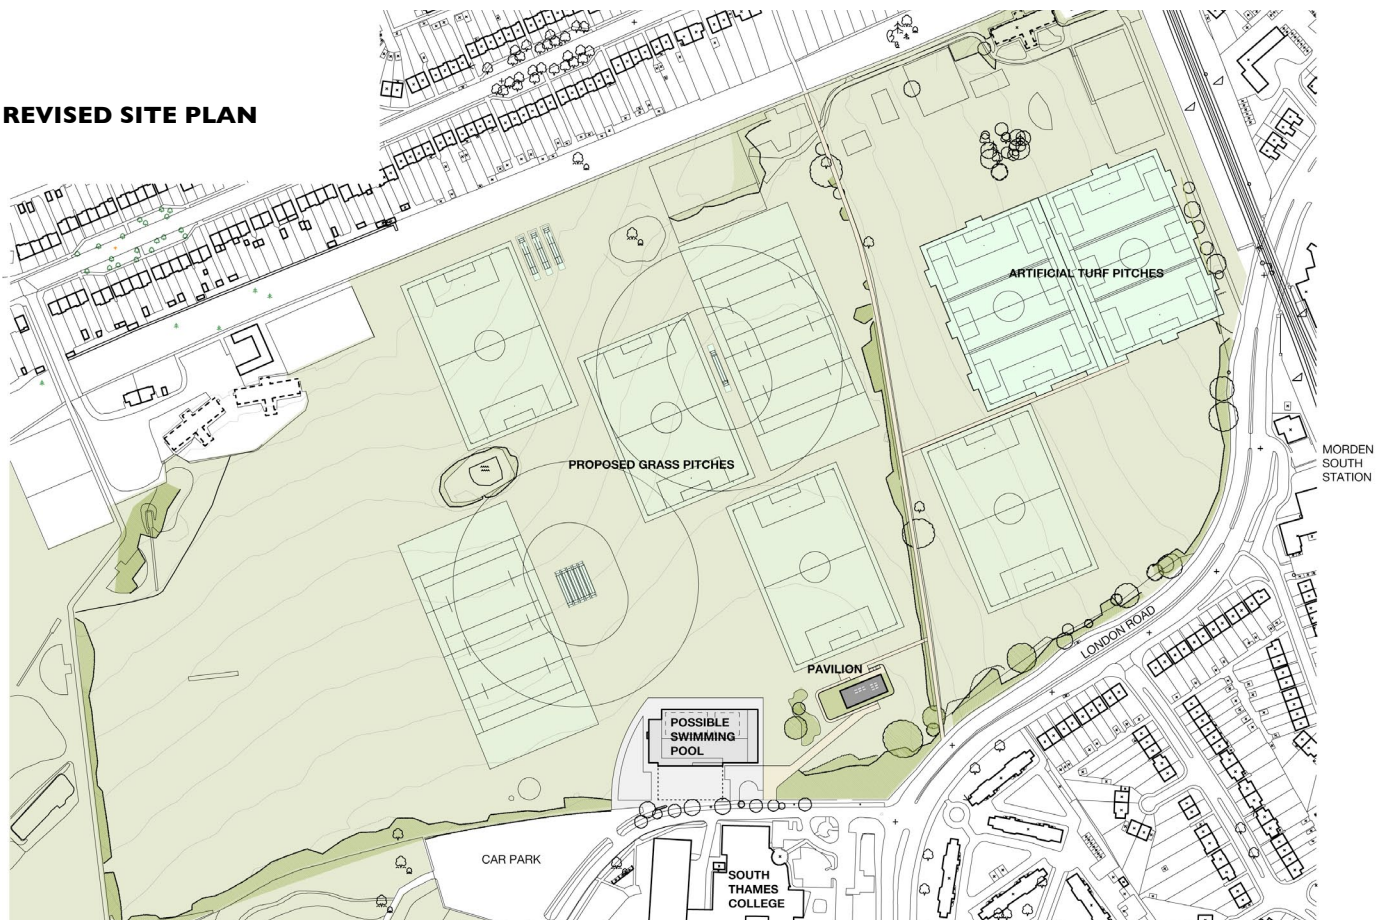 REVISED SITE PLAN
ARTIFICIAL TURF PITCHES
MORDEN
SOUTH
STATION
PROPOSED GRASS PITCHES
LONDON ROAD
PAVILION
POSSIBLE
SWIMMING
POOL
CAR PARK
SOUTH
THAMES
COLLEGE